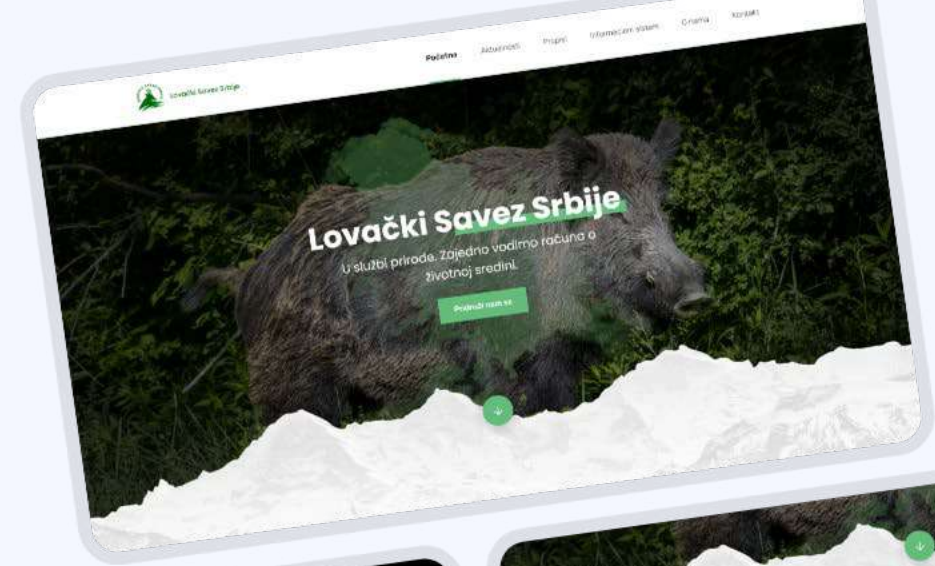 Lovački Savez Srbije
Početna
Aktuelnosti
Propisi
Informacioni sistem
O nama
Kontakt
Lovački Savez Srbije
U službi prirode. Zajedno vodimo računa o
životnoj sredini.
Pridruži nam se